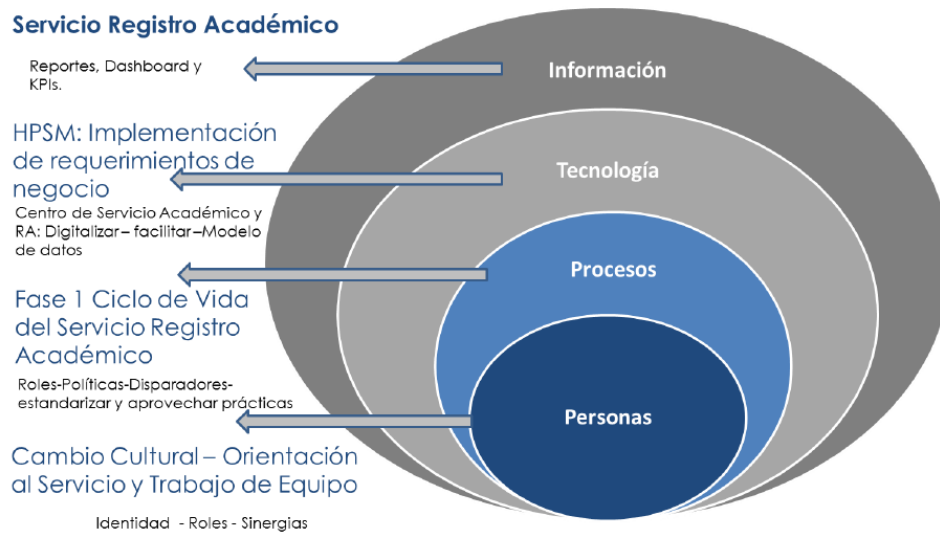 Servicio Registro Académico
Reportes, Dashboard y
KPIs.
Información
HPSM: Implementación
de requerimientos de
negocio
Tecnología
Centro de Servicio Académico y
RA: Digitalizar – facilitar –Modelo
de datos
Procesos
Fase 1 Ciclo de Vida
del Servicio Registro
Académico
Roles-Políticas-Disparadores-
estandarizar y aprovechar prácticas
Personas
Cambio Cultural – Orientación
al Servicio y Trabajo de Equipo
Identidad - Roles - Sinergias